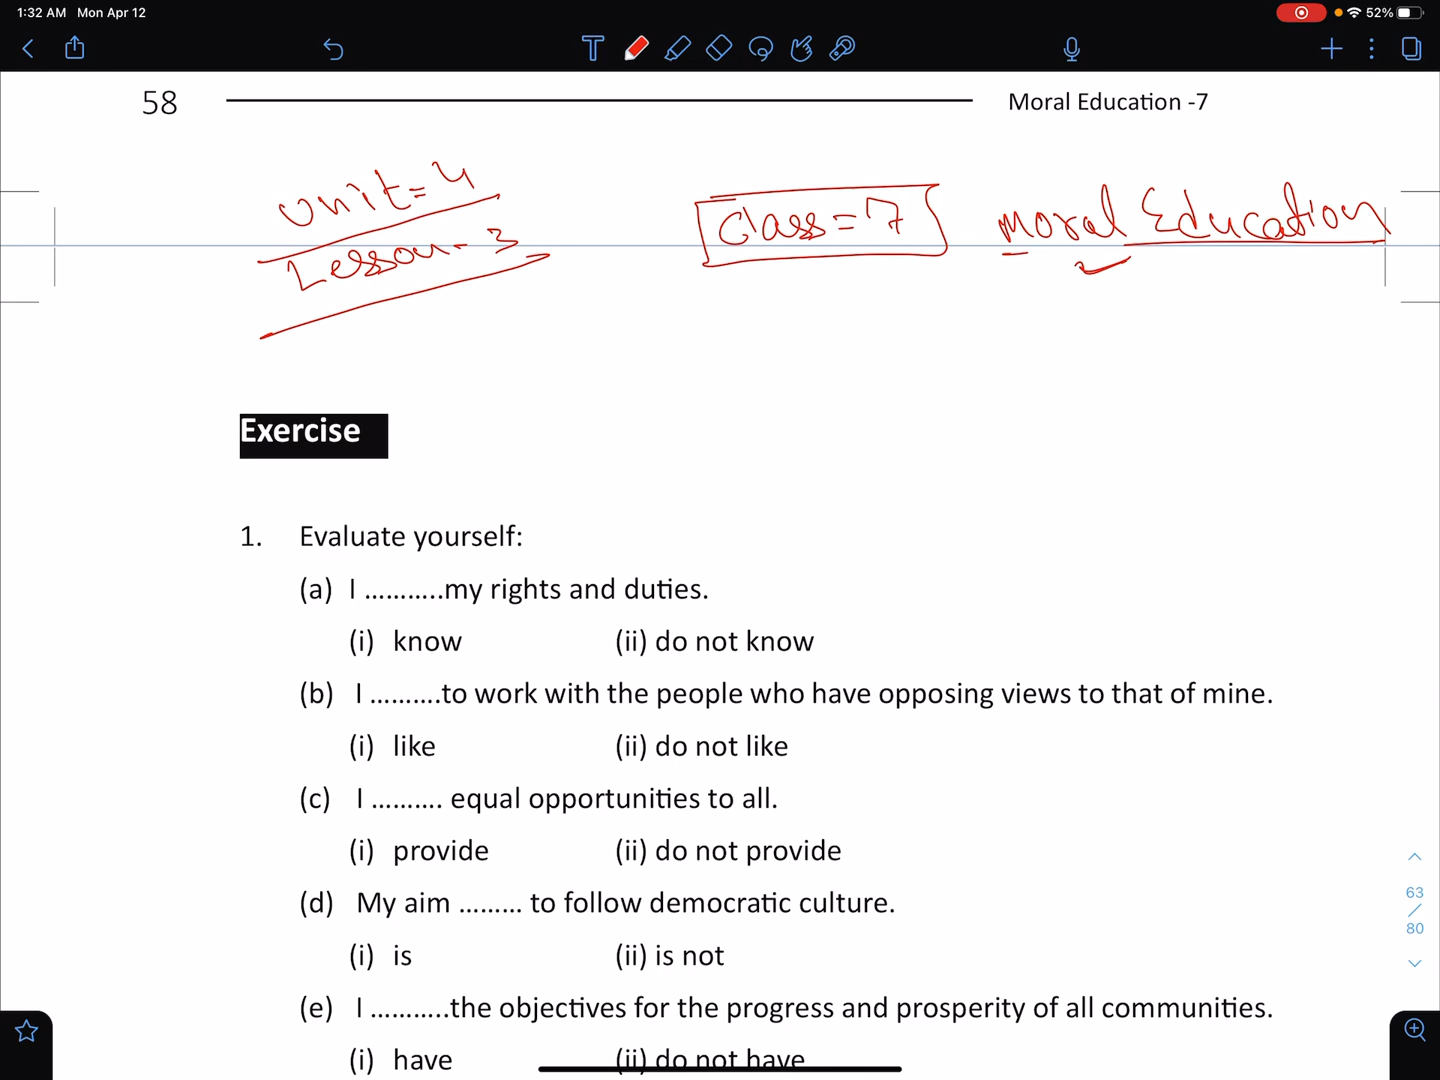 1:32 AM Mon Apr 12
52%
T
58 Moral Education -7
Unit = 4
Lesson - 3
Class = 7
Moral Education
Exercise
1. Evaluate yourself:
(a) I ...........my rights and duties.
(i) know (ii) do not know
(b) I ..........to work with the people who have opposing views to that of mine.
(i) like (ii) do not like
(c) I .......... equal opportunities to all.
(i) provide (ii) do not provide
(d) My aim ......... to follow democratic culture.
(i) is (ii) is not
(e) I ...........the objectives for the progress and prosperity of all communities.
(i) have (ii) do not have
63
/
80